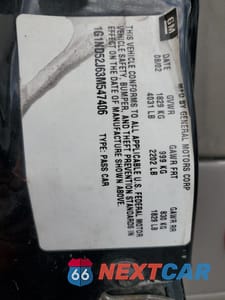 GM
MFD BY GENERAL MOTORS CORP
DATE GVWR GAWR FRT GAWR RR
08/02 1829 KG 999 KG 830 KG
4031 LB 2202 LB 1829 LB
THIS VEHICLE CONFORMS TO ALL APPLICABLE U.S. FEDERAL MOTOR
VEHICLE SAFETY, BUMPER, AND THEFT PREVENTION STANDARDS IN
EFFECT ON THE DATE OF MANUFACTURE SHOWN ABOVE.
1G1ND52J63M547406 TYPE: PASS CAR
66 NEXTCAR